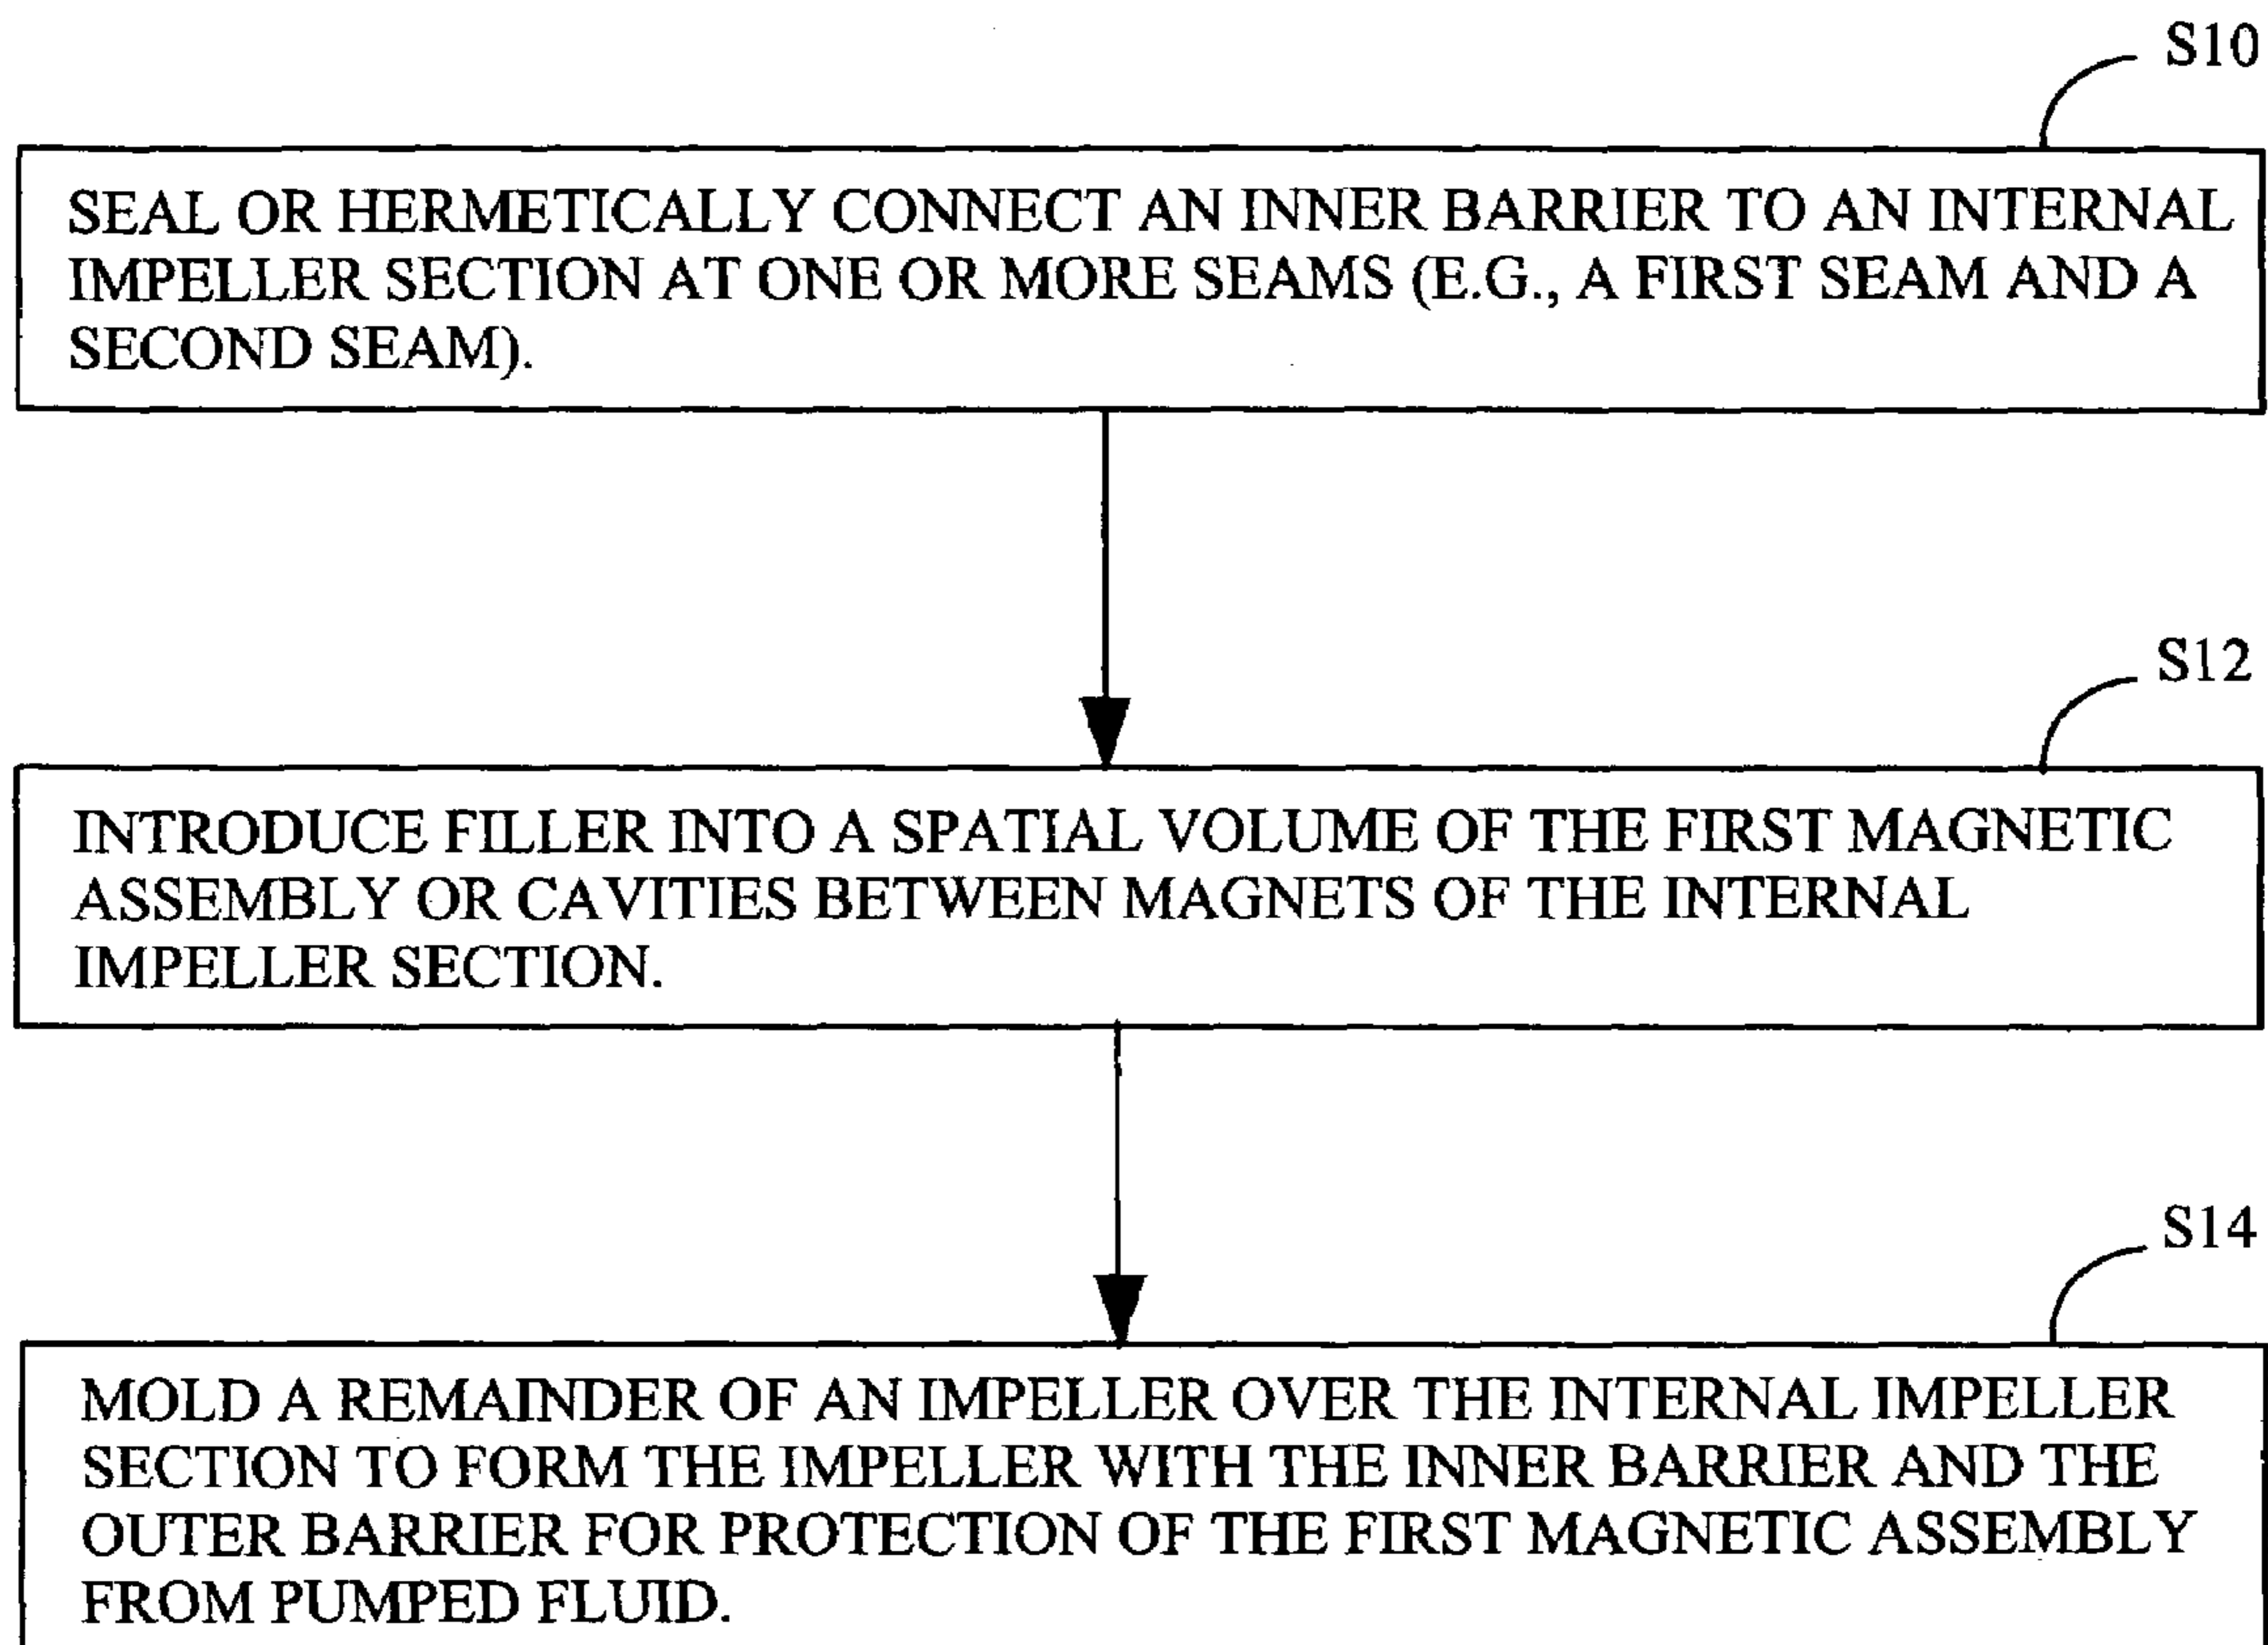 S10
SEAL OR HERMETICALLY CONNECT AN INNER BARRIER TO AN INTERNAL
IMPELLER SECTION AT ONE OR MORE SEAMS (E.G., A FIRST SEAM AND A
SECOND SEAM).
S12
INTRODUCE FILLER INTO A SPATIAL VOLUME OF THE FIRST MAGNETIC
ASSEMBLY OR CAVITIES BETWEEN MAGNETS OF THE INTERNAL
IMPELLER SECTION.
S14
MOLD A REMAINDER OF AN IMPELLER OVER THE INTERNAL IMPELLER
SECTION TO FORM THE IMPELLER WITH THE INNER BARRIER AND THE
OUTER BARRIER FOR PROTECTION OF THE FIRST MAGNETIC ASSEMBLY
FROM PUMPED FLUID.